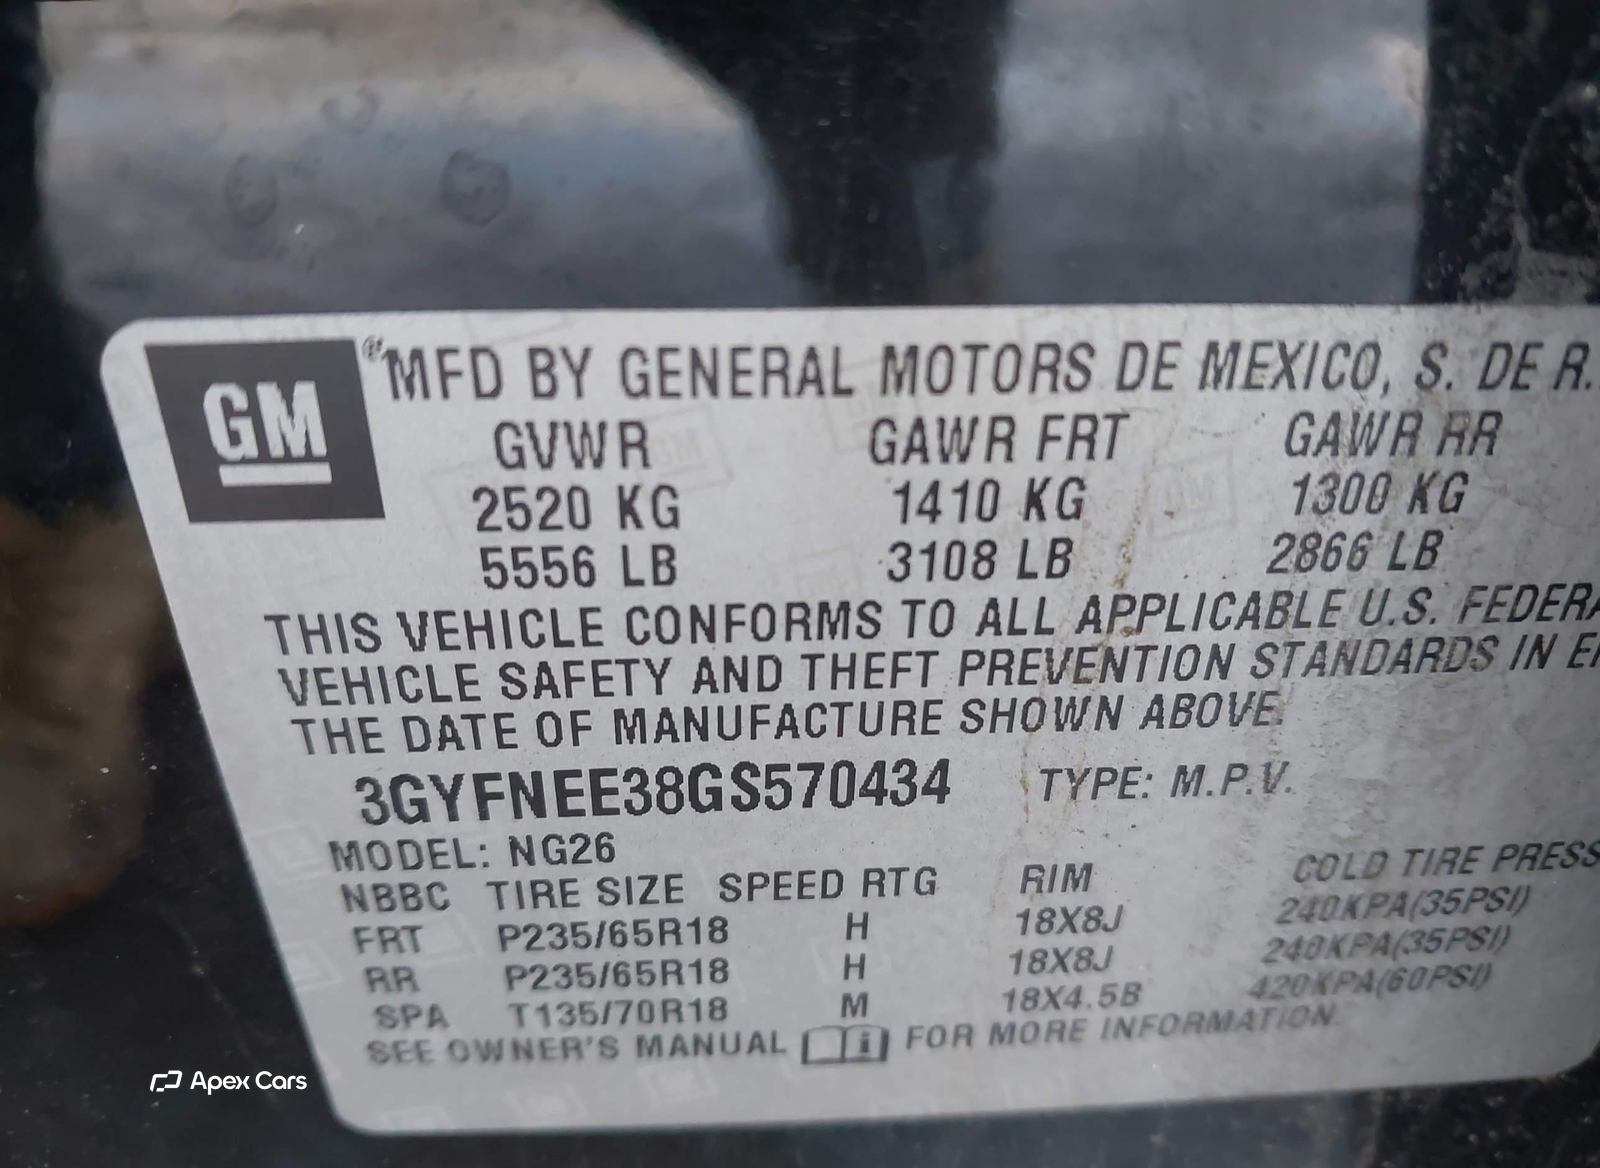 GM ® MFD BY GENERAL MOTORS DE MEXICO, S. DE R.
GVWR GAWR FRT GAWR RR
2520 KG 1410 KG 1300 KG
5556 LB 3108 LB 2866 LB
THIS VEHICLE CONFORMS TO ALL APPLICABLE U.S. FEDERA
VEHICLE SAFETY AND THEFT PREVENTION STANDARDS IN
THE DATE OF MANUFACTURE SHOWN ABOVE.
3GYFNEE38GS570434 TYPE: M.P.V.
MODEL: NG26
NBBC TIRE SIZE SPEED RTG RIM COLD TIRE PRESS
FRT P235/65R18 H 18X8J 240KPA(35PSI)
RR P235/65R18 H 18X8J 240KPA(35PSI)
SPA T135/70R18 M 18X4.5B 420KPA(60PSI)
SEE OWNER'S MANUAL i FOR MORE INFORMATION.
Apex Cars